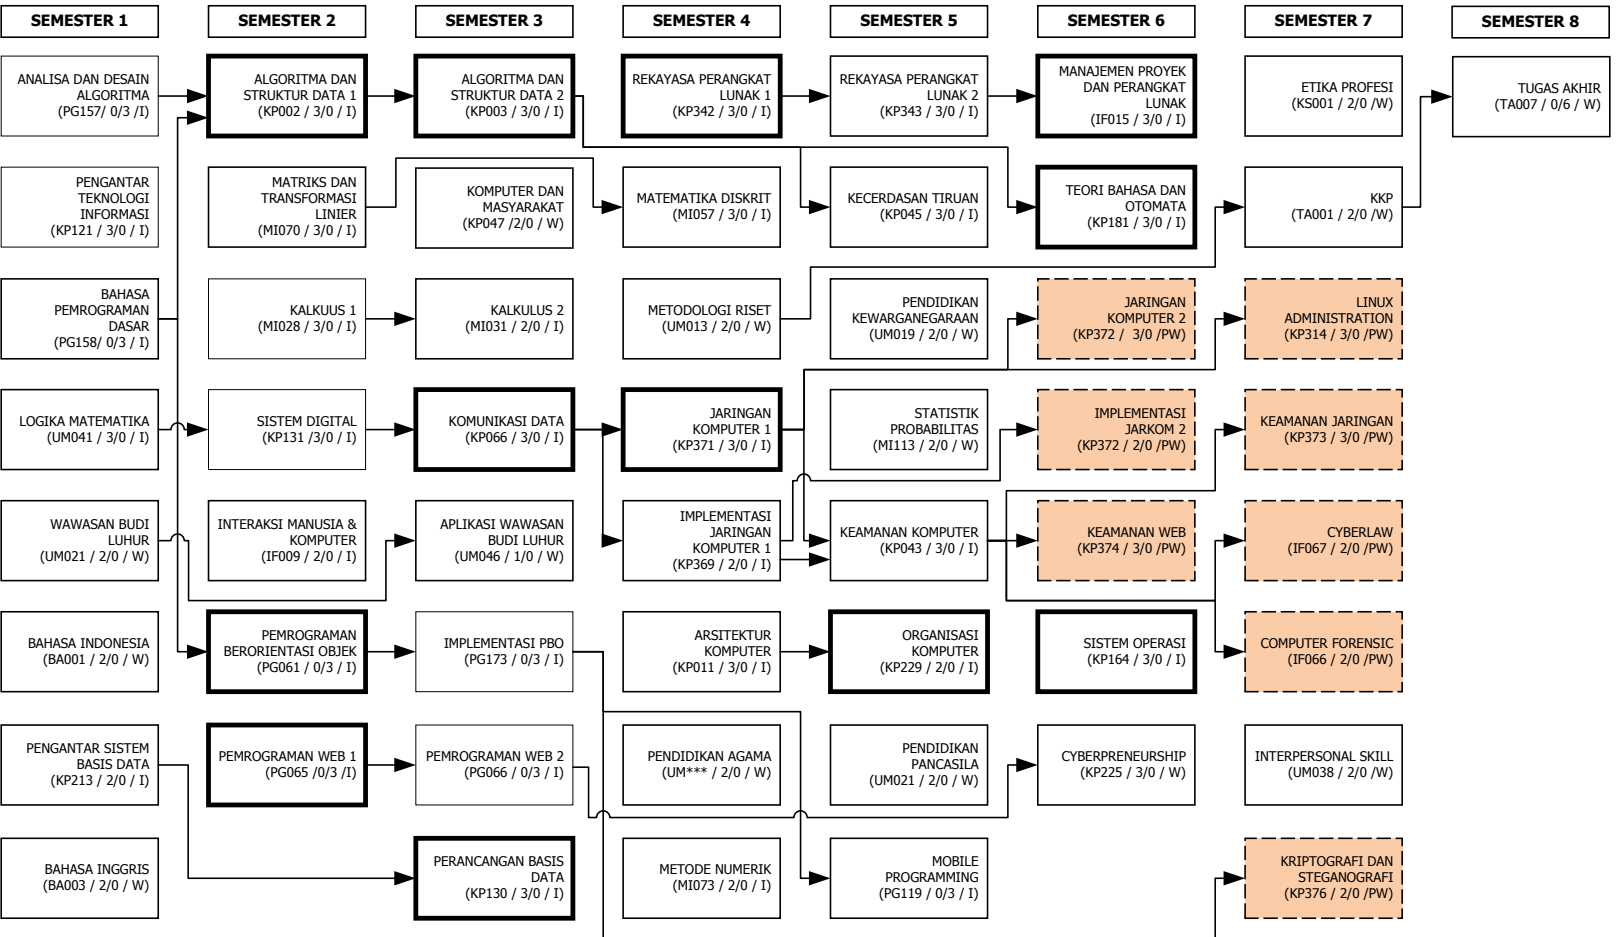 SEMESTER 1
SEMESTER 2
SEMESTER 3
SEMESTER 4
SEMESTER 5
SEMESTER 6
SEMESTER 7
SEMESTER 8
ANALISA DAN DESAIN
ALGORITMA
(PG157/ 0/3 /I)
ALGORITMA DAN
STRUKTUR DATA 1
(KP002 / 3/0 / I)
ALGORITMA DAN
STRUKTUR DATA 2
(KP003 / 3/0 / I)
REKAYASA PERANGKAT
LUNAK 1
(KP342 / 3/0 / I)
REKAYASA PERANGKAT
LUNAK 2
(KP343 / 3/0 / I)
MANAJEMEN PROYEK
DAN PERANGKAT
LUNAK
(IF015 / 3/0 / I)
ETIKA PROFESI
(KS001 / 2/0 /W)
TUGAS AKHIR
(TA007 / 0/6 / W)
PENGANTAR
TEKNOLOGI
INFORMASI
(KP121 / 3/0 / I)
MATRIKS DAN
TRANSFORMASI
LINIER
(MI070 / 3/0 / I)
KOMPUTER DAN
MASYARAKAT
(KP047 /2/0 / W)
MATEMATIKA DISKRIT
(MI057 / 3/0 / I)
KECERDASAN TIRUAN
(KP045 / 3/0 / I)
TEORI BAHASA DAN
OTOMATA
(KP181 / 3/0 / I)
KKP
(TA001 / 2/0 /W)
BAHASA
PEMROGRAMAN
DASAR
(PG158/ 0/3 / I)
KALKUUS 1
(MI028 / 3/0 / I)
KALKULUS 2
(MI031 / 2/0 / I)
METODOLOGI RISET
(UM013 / 2/0 / W)
PENDIDIKAN
KEWARGANEGARAAN
(UM019 / 2/0 / W)
JARINGAN
KOMPUTER 2
(KP372 /  3/0 /PW)
LINUX
ADMINISTRATION
(KP314 / 3/0 /PW)
LOGIKA MATEMATIKA
(UM041 / 3/0 / I)
SISTEM DIGITAL
(KP131 /3/0 / I)
KOMUNIKASI DATA
(KP066 / 3/0 / I)
JARINGAN
KOMPUTER 1
(KP371 / 3/0 / I)
STATISTIK
PROBABILITAS
(MI113 / 2/0 / W)
IMPLEMENTASI
JARKOM 2
(KP372 / 2/0 /PW)
KEAMANAN JARINGAN
(KP373 / 3/0 /PW)
WAWASAN BUDI
LUHUR
(UM021 / 2/0 / W)
INTERAKSI MANUSIA &
KOMPUTER
(IF009 / 2/0 / I)
APLIKASI WAWASAN
BUDI LUHUR
(UM046 / 1/0 / W)
IMPLEMENTASI
JARINGAN
KOMPUTER 1
(KP369 / 2/0 / I)
KEAMANAN KOMPUTER
(KP043 / 3/0 / I)
KEAMANAN WEB
(KP374 / 3/0 /PW)
CYBERLAW
(IF067 / 2/0 /PW)
BAHASA INDONESIA
(BA001 / 2/0 / W)
PEMROGRAMAN
BERORIENTASI OBJEK
(PG061 / 0/3 / I)
IMPLEMENTASI PBO
(PG173 / 0/3 / I)
ARSITEKTUR
KOMPUTER
(KP011 / 3/0 / I)
ORGANISASI
KOMPUTER
(KP229 / 2/0 / I)
SISTEM OPERASI
(KP164 / 3/0 / I)
COMPUTER FORENSIC
(IF066 / 2/0 /PW)
PENGANTAR SISTEM
BASIS DATA
(KP213 / 2/0 / I)
PEMROGRAMAN WEB 1
(PG065 /0/3 /I)
PEMROGRAMAN WEB 2
(PG066 / 0/3 / I)
PENDIDIKAN AGAMA
(UM*** / 2/0 / W)
PENDIDIKAN
PANCASILA
(UM021 / 2/0 / W)
CYBERPRENEURSHIP
(KP225 / 3/0 / W)
INTERPERSONAL SKILL
(UM038 / 2/0 /W)
BAHASA INGGRIS
(BA003 / 2/0 / W)
PERANCANGAN BASIS
DATA
(KP130 / 3/0 / I)
METODE NUMERIK
(MI073 / 2/0 / I)
MOBILE
PROGRAMMING
(PG119 / 0/3 / I)
KRIPTOGRAFI DAN
STEGANOGRAFI
(KP376 / 2/0 /PW)